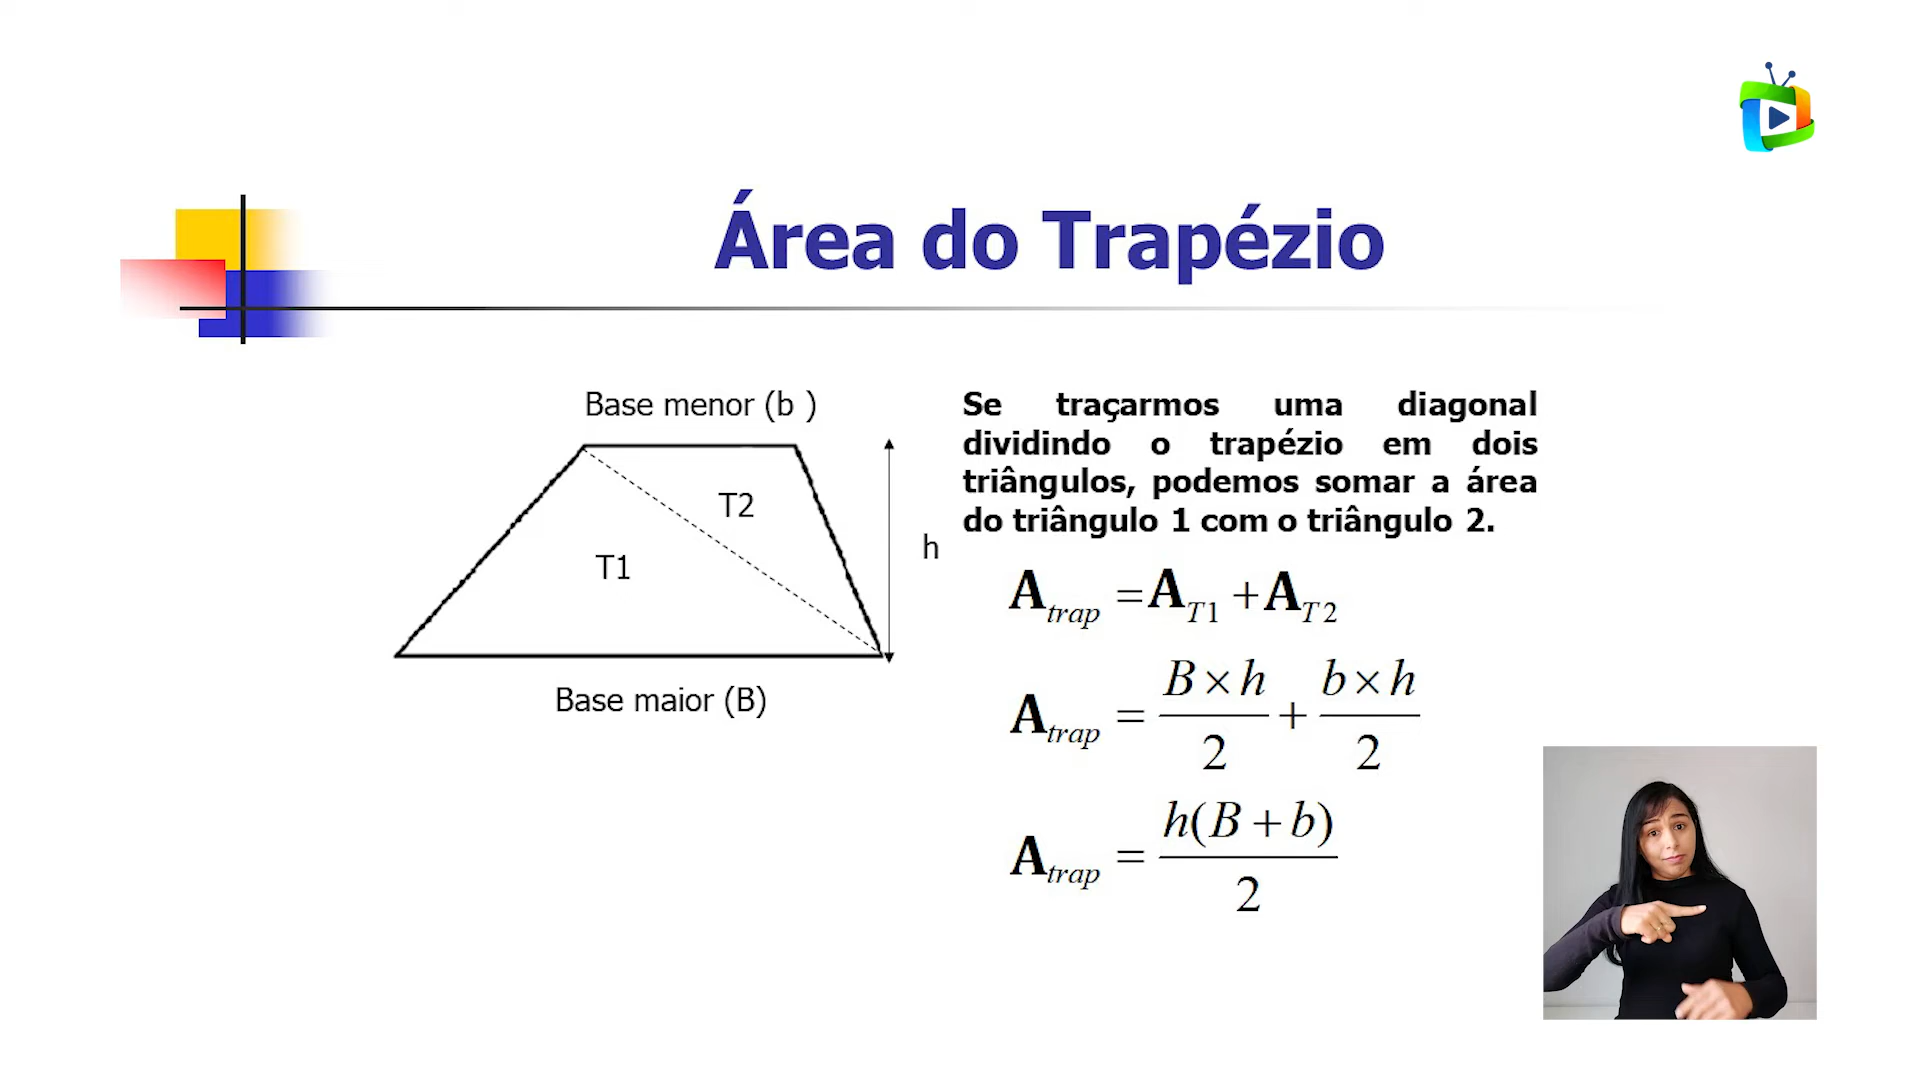 Área do Trapézio
Base menor (b )
T2
T1
h
Base maior (B)
Se traçarmos uma diagonal
dividindo o trapézio em dois
triângulos, podemos somar a área
do triângulo 1 com o triângulo 2.
A_trap = A_T1 + A_T2
A_trap = B × h / 2 + b × h / 2
A_trap = h(B + b) / 2